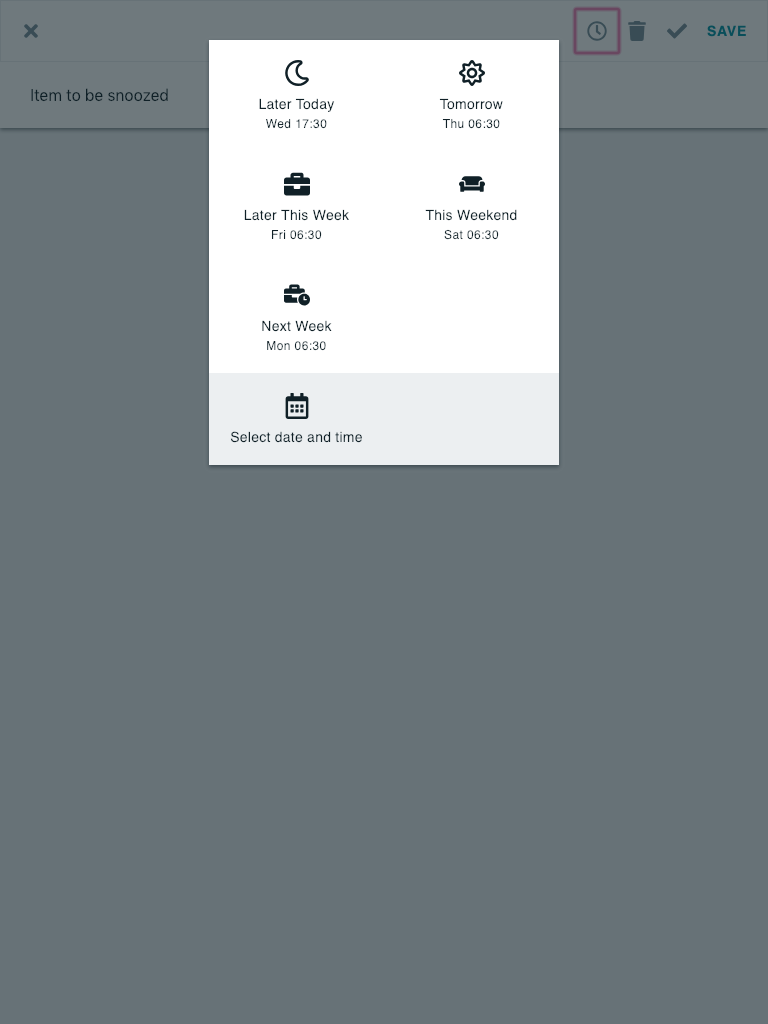 SAVE
Item to be snoozed
Later Today
Wed 17:30
Tomorrow
Thu 06:30
Later This Week
Fri 06:30
This Weekend
Sat 06:30
Next Week
Mon 06:30
Select date and time